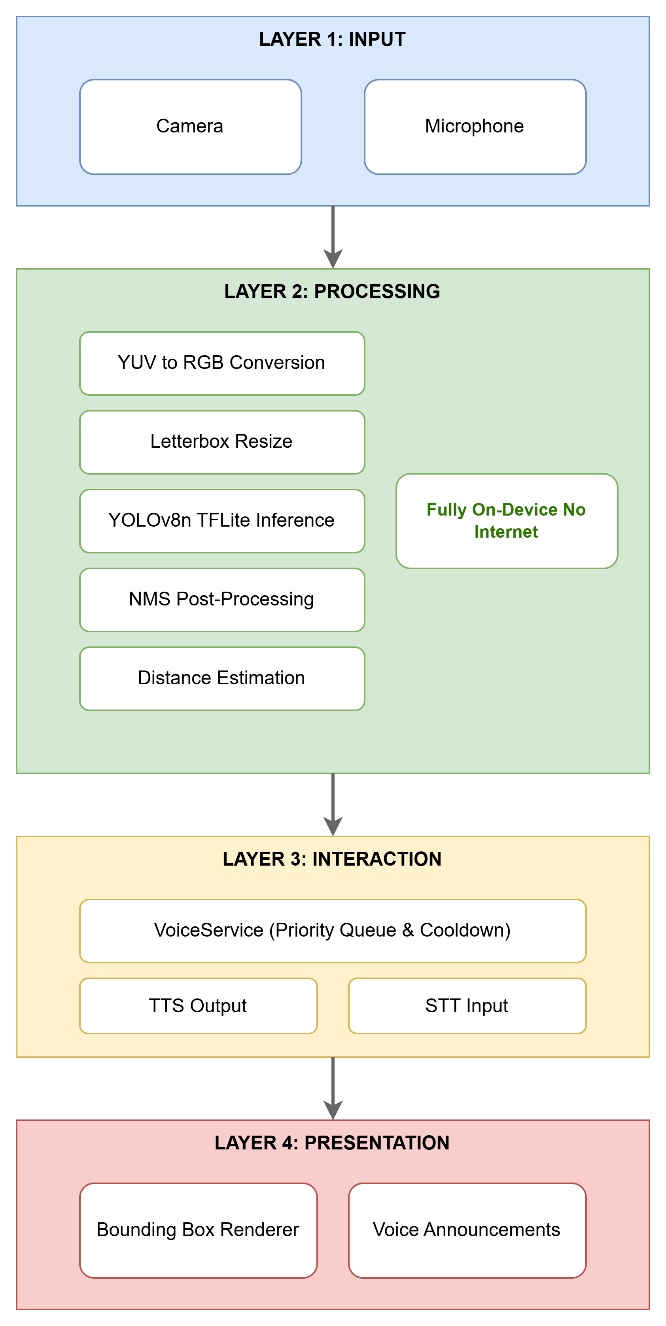 LAYER 1: INPUT
Camera
Microphone
LAYER 2: PROCESSING
YUV to RGB Conversion
Letterbox Resize
YOLOv8n TFLite Inference
Fully On-Device No
Internet
NMS Post-Processing
Distance Estimation
LAYER 3: INTERACTION
VoiceService (Priority Queue & Cooldown)
TTS Output
STT Input
LAYER 4: PRESENTATION
Bounding Box Renderer
Voice Announcements